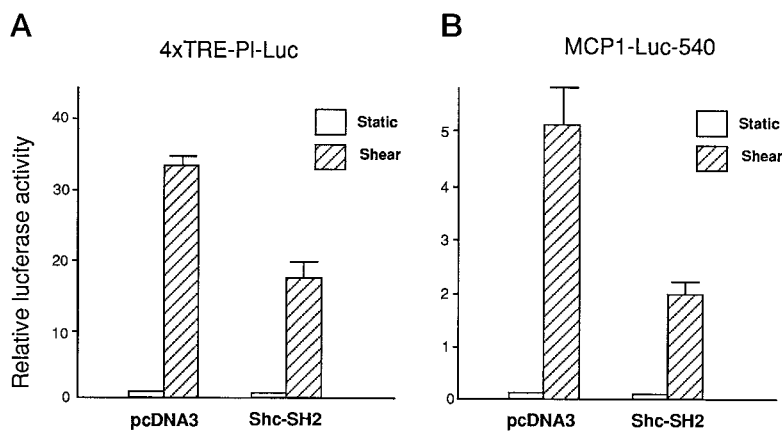 A
4xTRE-Pl-Luc
Relative lucferase activity
40
30
20
10
0
Static
Shear
pcDNA3
Shc-SH2
B
MCP1-Luc-540
5
4
3
2
1
0
Static
Shear
pcDNA3
Shc-SH2